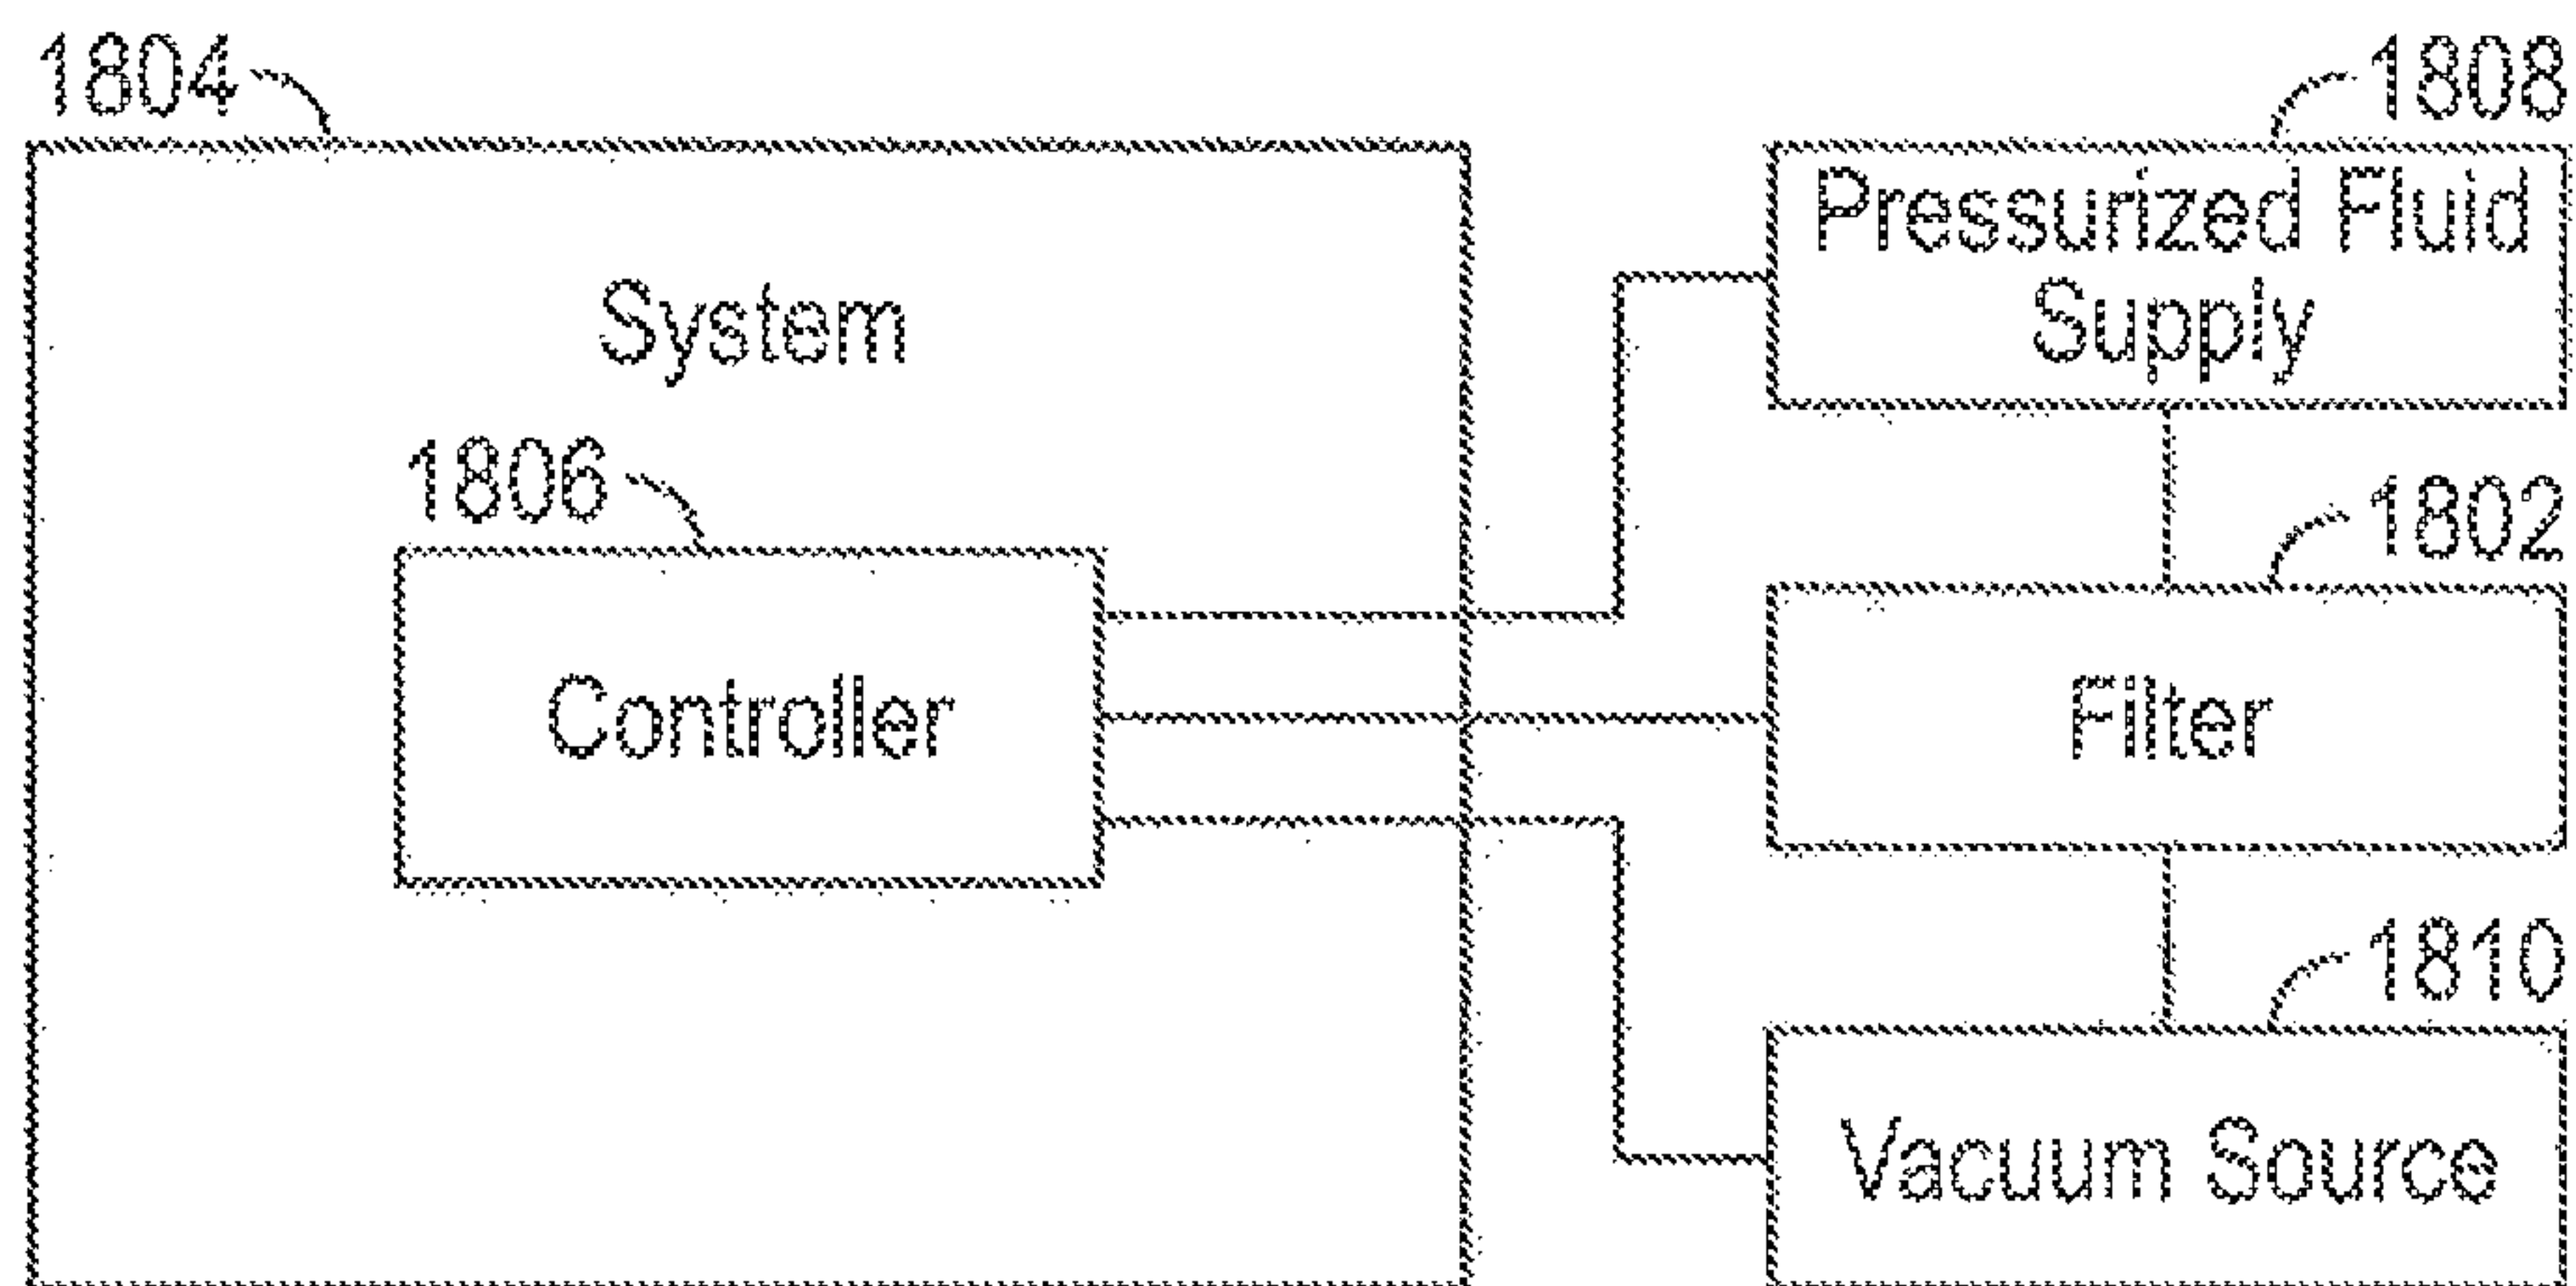 1804
1808
Pressurized Fluid
Supply
System
1806
1802
Controller
Filter
1810
Vacuum Source